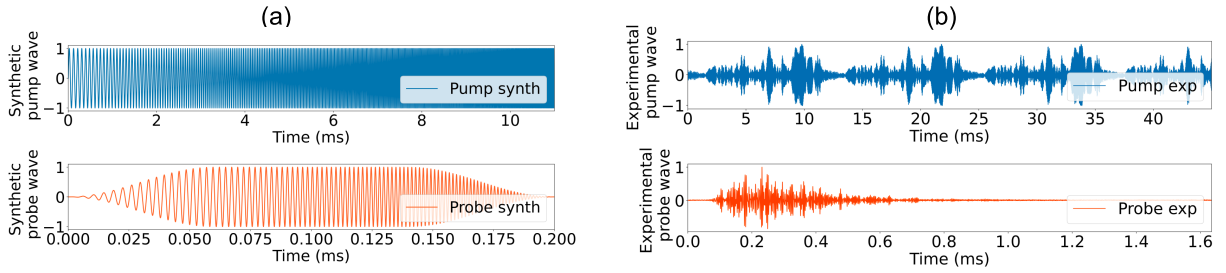 (a)
Synthetic
pump wave
1
0
−1
Pump synth
0 2 4 6 8 10
Time (ms)
Synthetic
probe wave
1
0
−1
Probe synth
0.000 0.025 0.050 0.075 0.100 0.125 0.150 0.175 0.200
Time (ms)
(b)
Experimental
pump wave
1
0
−1
Pump exp
0 5 10 15 20 25 30 35 40
Time (ms)
Experimental
probe wave
1
0
Probe exp
0.0 0.2 0.4 0.6 0.8 1.0 1.2 1.4 1.6
Time (ms)